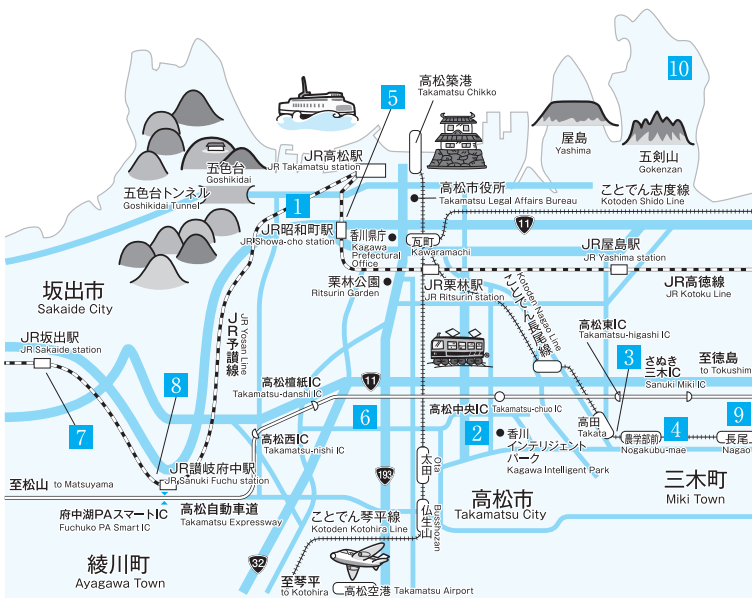 10
5
高松築港
Takamatsu Chikko
屋島
Yashima
五剣山
Gokenzan
JR高松駅
JR Takamatsu station
五色台
Goshikidai
五色台トンネル
Goshikidai Tunnel
高松市役所
Takamatsu Legal Affairs Bureau
ことでん志度線
Kotoden Shido Line
1
11
JR昭和町駅
JR Showa-cho station
香川県庁
Kagawa
Prefectural
Office
瓦町
Kawaramachi
JR屋島駅
JR Yashima station
栗林公園
Ritsurin Garden
JR栗林駅
JR Ritsurin station
JR高徳線
JR Kotoku Line
坂出市
Sakaide City
JR予讃線
JR Yosan Line
Kotoden Nagao Line
ことでん長尾線
JR坂出駅
JR Sakaide station
高松東IC
Takamatsu-higashi IC
3
さぬき
三木IC
Sanuki Miki IC
至徳島
to Tokushim
8
高松檀紙IC
Takamatsu-danshi IC
11
7
6
高松中央IC
Takamatsu-chuo IC
2
香川
インテリジェント
パーク
Kagawa Intelligent Park
高田
Takata
農学部前
Nogakubu-mae
4
9
長尾
Nagao
高松西IC
Takamatsu-nishi IC
JR讃岐府中駅
JR Sanuki Fuchu station
太田
Ota
193
至松山 to Matsuyama
府中湖PAスマートIC
Fuchuko PA Smart IC
高松自動車道
Takamatsu Expressway
仏生山
Busshozan
高松市
Takamatsu City
三木町
Miki Town
ことでん琴平線
Kotoden Kotohira Line
綾川町
Ayagawa Town
32
至琴平
to Kotohira
高松空港 Takamatsu Airport